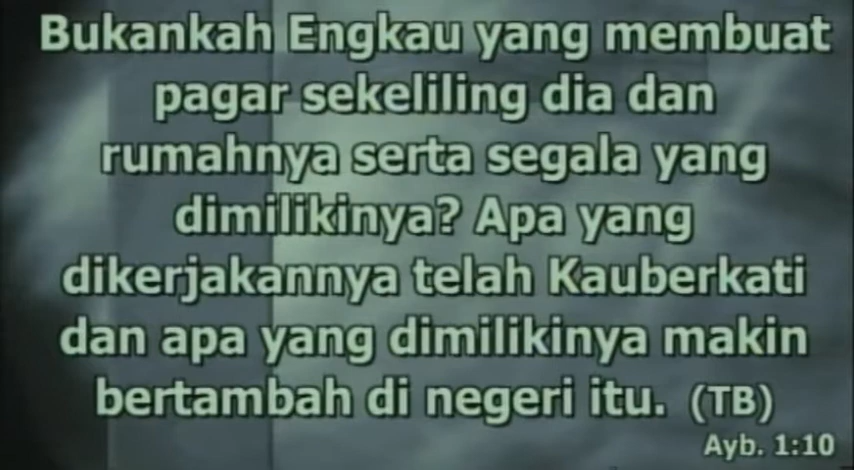 Bukankah Engkau yang membuat
pagar sekeliling dia dan
rumahnya serta segala yang
dimilikinya? Apa yang
dikerjakannya telah Kauberkati
dan apa yang dimilikinya makin
bertambah di negeri itu. (TB)
Ayb. 1:10